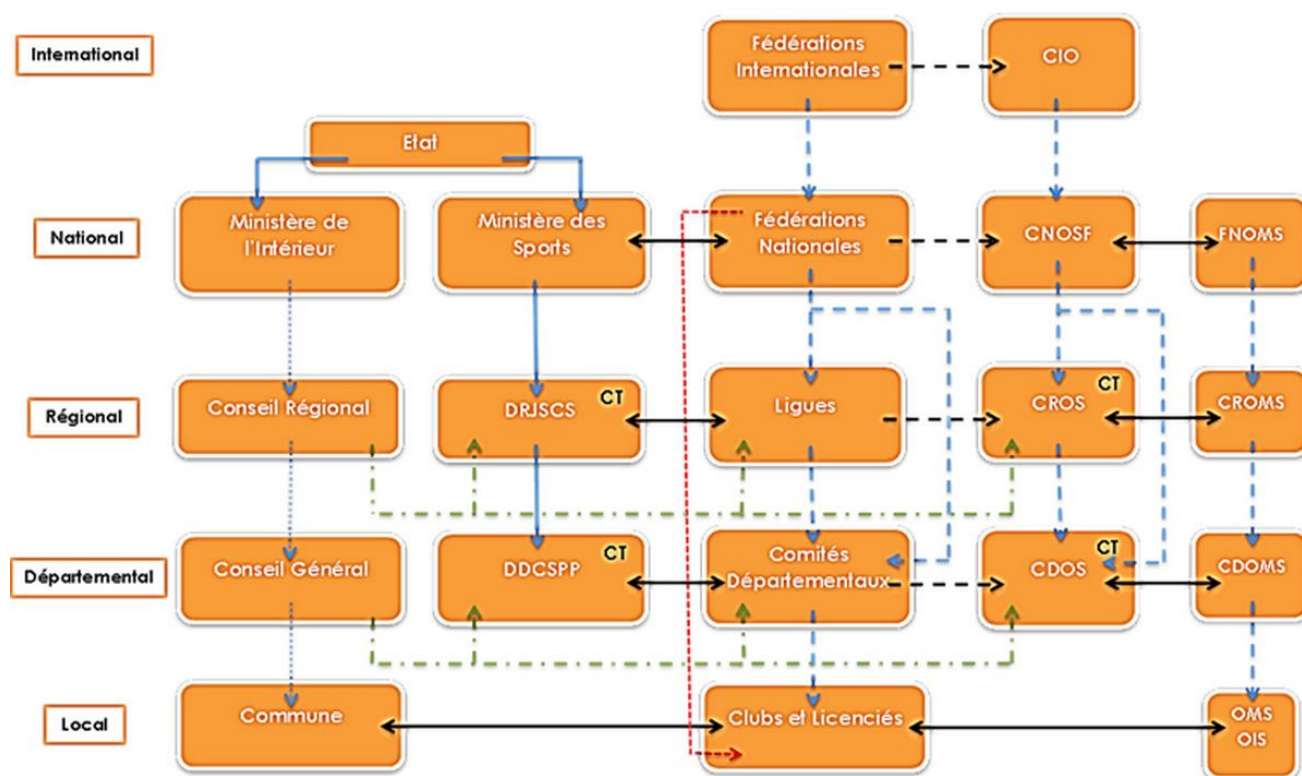 International
Fédérations
Internationales
CIO
Etat
National
Ministère de
l'Intérieur
Ministère des
Sports
Fédérations
Nationales
CNOSF
FNOMS
Régional
Conseil Régional
DRJSCS
CT
Ligues
CROS
CT
CROMS
Départemental
Conseil Général
DDCSPP
CT
Comités
Départementaux
CDOS
CT
CDOMS
Local
Commune
Clubs et Licenciés
OMS
OIS